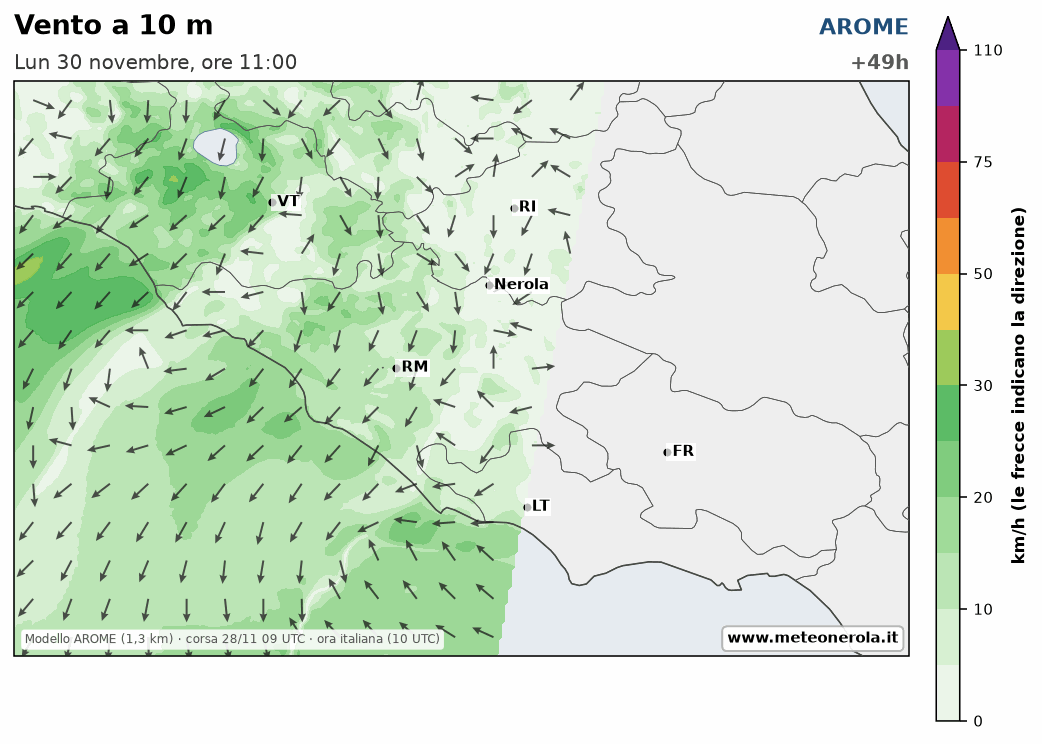 Vento a 10 m
AROME
Lun 30 novembre, ore 11:00
+49h
VT
RI
Nerola
RM
FR
LT
Modello AROME (1,3 km) · corsa 28/11 09 UTC · ora italiana (10 UTC)
www.meteonerola.it
110
75
50
30
20
10
0
km/h (le frecce indicano la direzione)